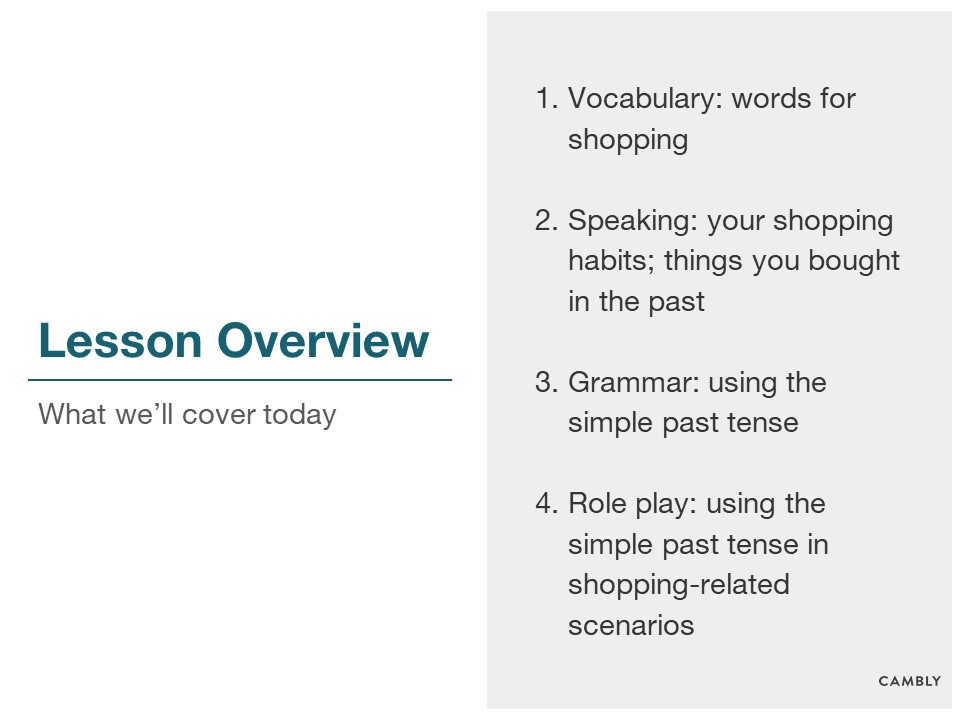 Lesson Overview
What we’ll cover today
1. Vocabulary: words for
shopping
2. Speaking: your shopping
habits; things you bought
in the past
3. Grammar: using the
simple past tense
4. Role play: using the
simple past tense in
shopping-related
scenarios
CAMBLY